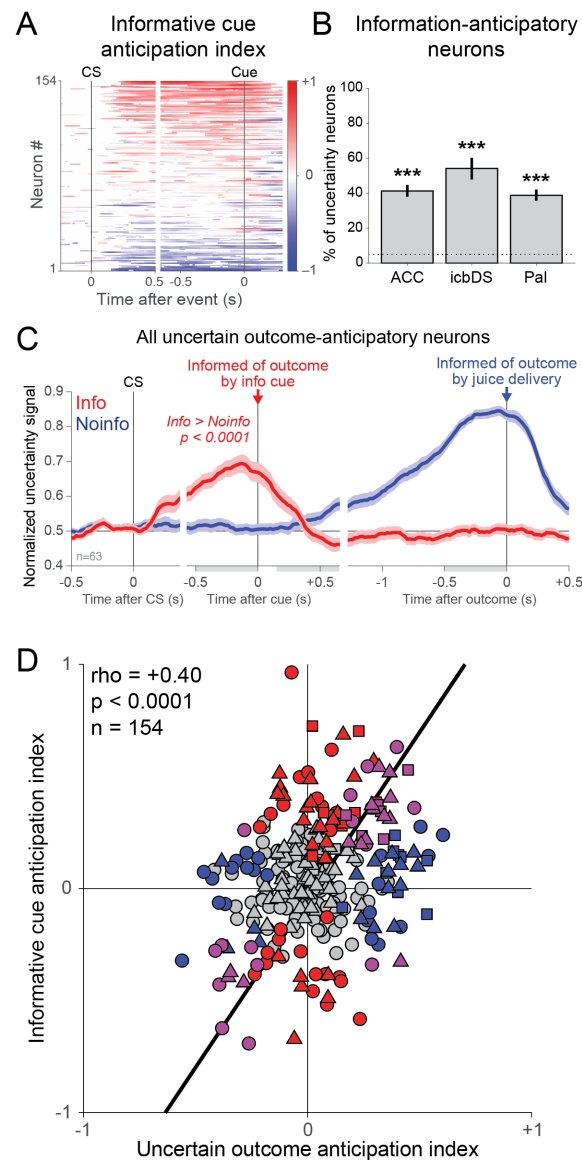 A
Informative cue
anticipation index
CS
Cue
154
Neuron #
1
0
0.5
-0.5
0
Time after event (s)
+1
0
−1
B
Information-anticipatory
neurons
% of uncertainty neurons
100
80
60
40
20
0
***
***
***
ACC
icbDS
Pal
C
All uncertain outcome-anticipatory neurons
CS
Informed of outcome
by info cue
Informed of outcome
by juice delivery
Info
Noinfo
Info > Noinfo
p < 0.0001
Normalized uncertainty signal
0.9
0.8
0.7
0.6
0.5
0.4
n=63
-0.5
0
-0.5
0
+0.5
-1
-0.5
0
0.5
Time after CS (s)
Time after cue (s)
Time after outcome (s)
D
rho = +0.40
p < 0.0001
n = 154
Informative cue anticipation index
1
0
-1
-1
0
+1
Uncertain outcome anticipation index